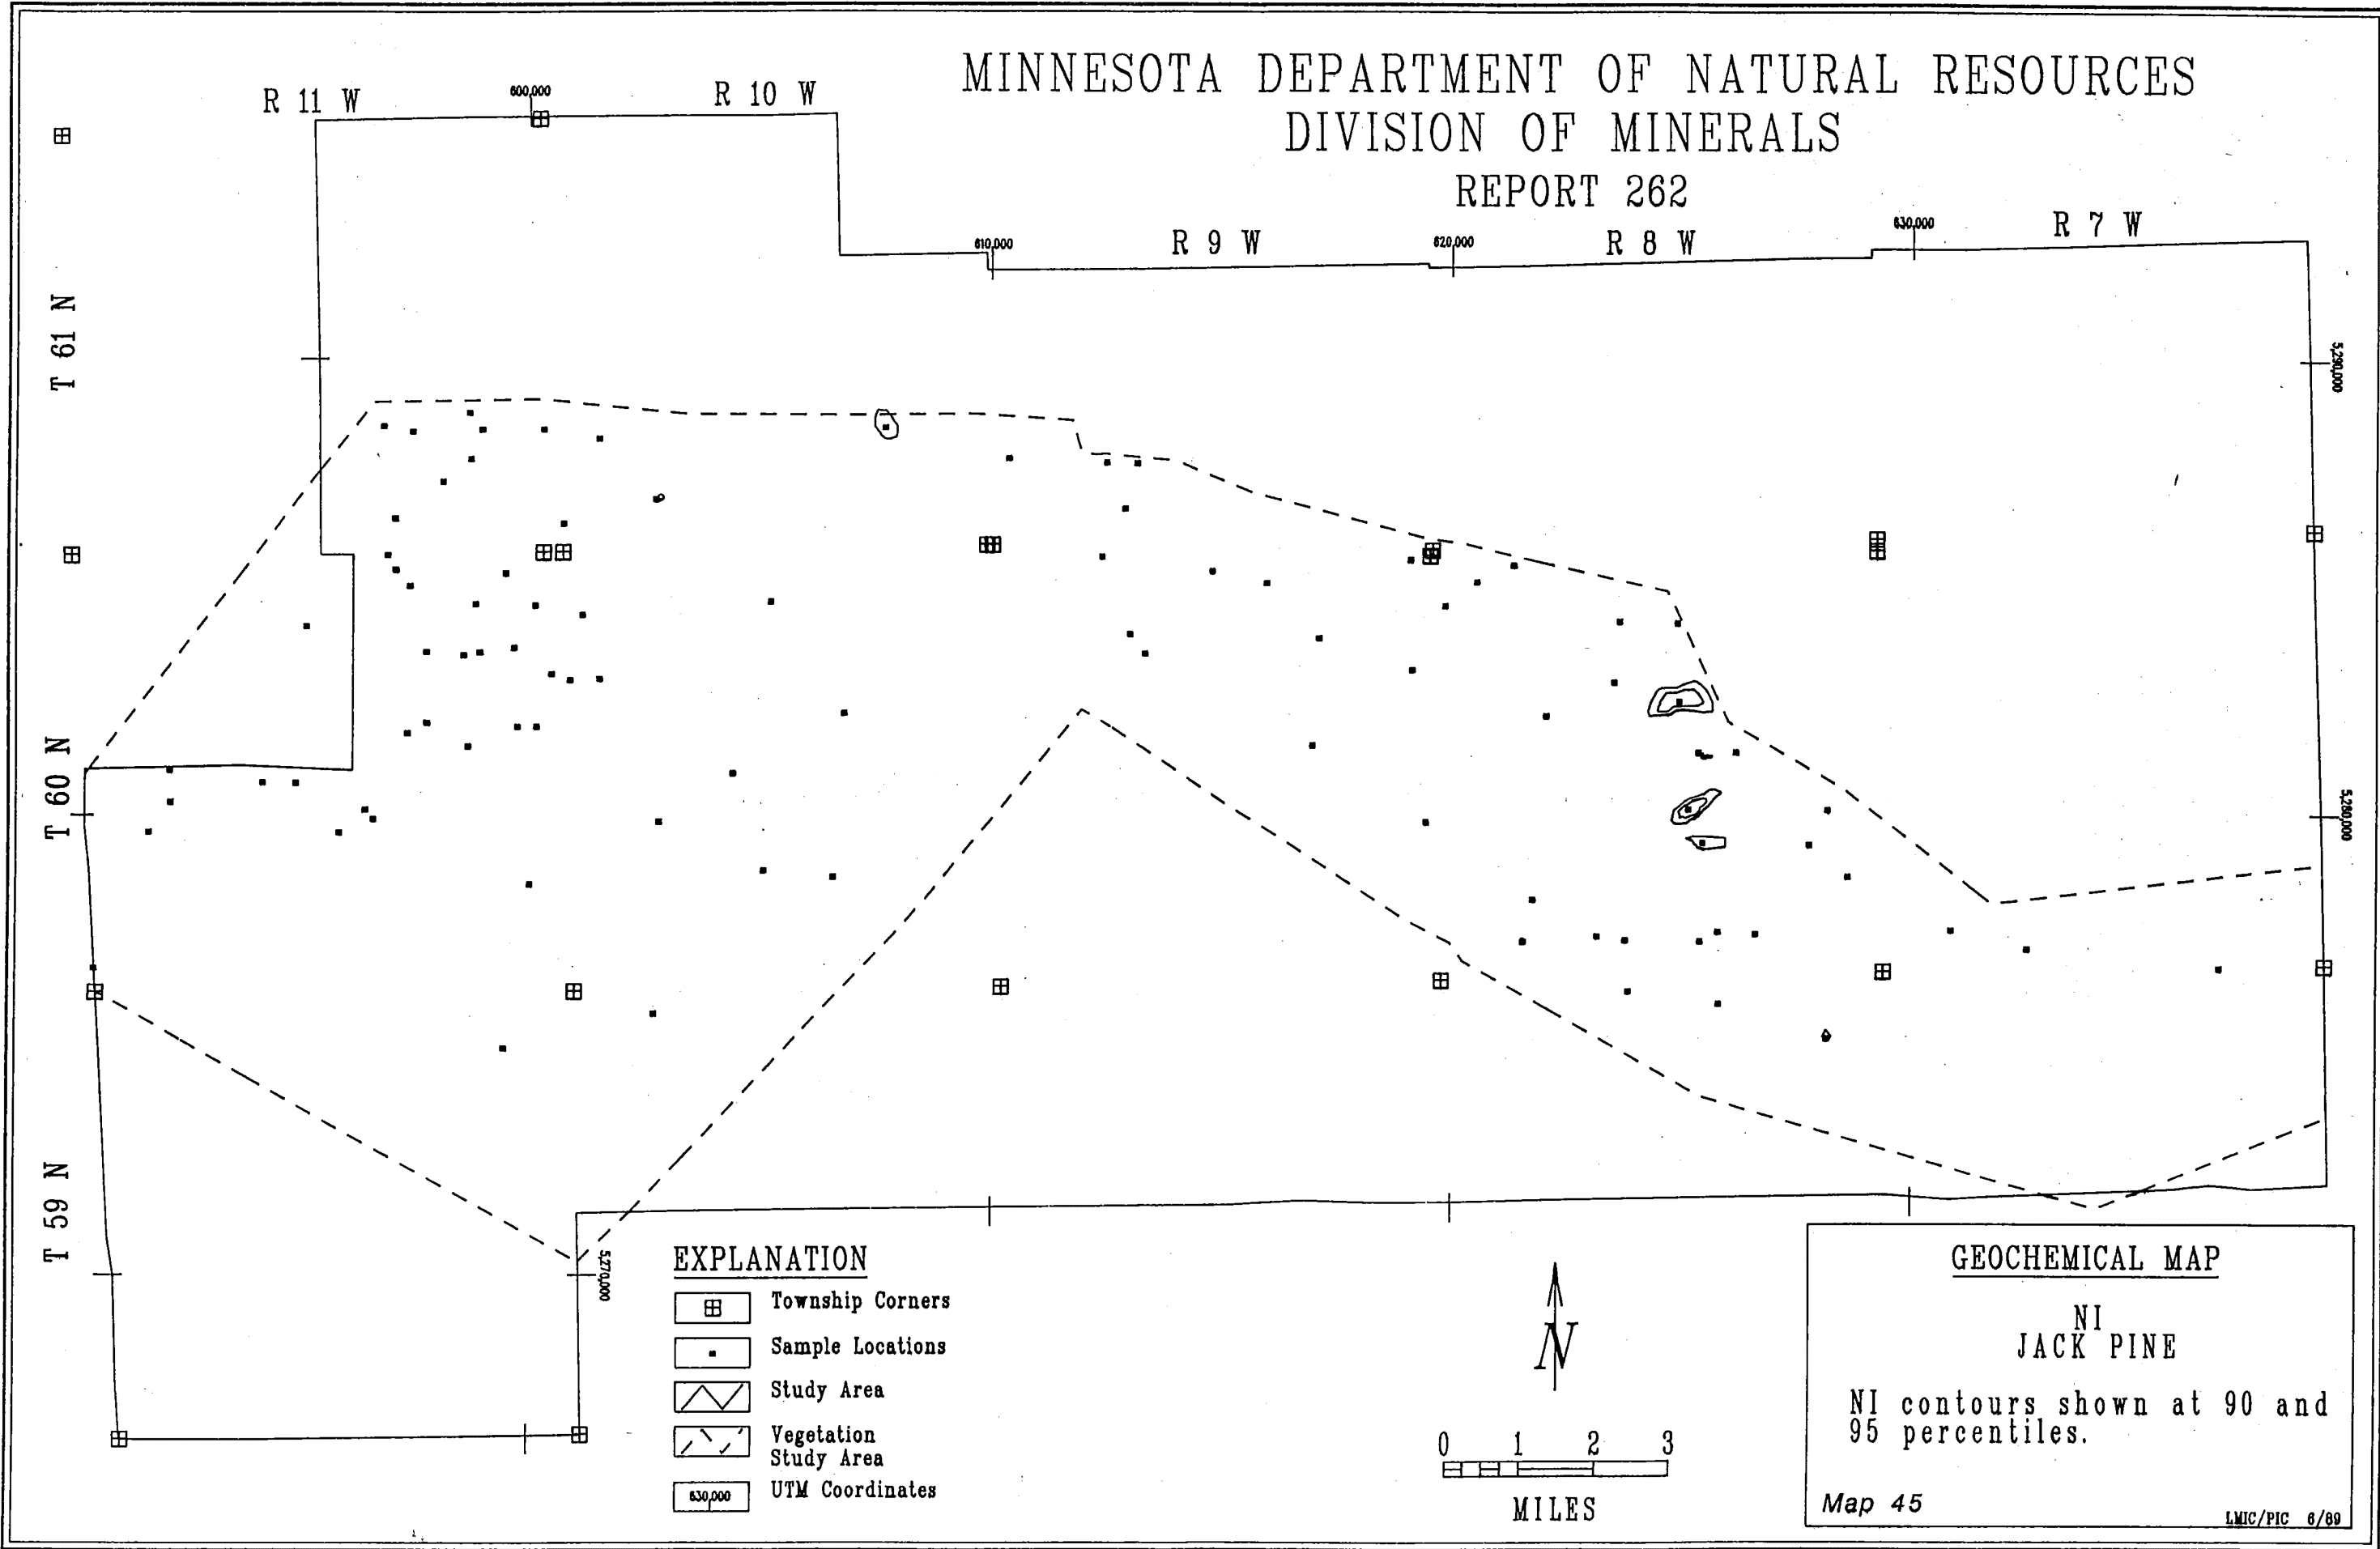 MINNESOTA DEPARTMENT OF NATURAL RESOURCES
DIVISION OF MINERALS
REPORT 262
R 11 W
600,000
R 10 W
610,000
R 9 W
620,000
R 8 W
630,000
R 7 W
T 61 N
5,290,000
T 60 N
5,280,000
T 59 N
5,270,000
EXPLANATION
Township Corners
Sample Locations
Study Area
Vegetation
Study Area
630,000
UTM Coordinates
N
0 1 2 3
MILES
GEOCHEMICAL MAP
NI
JACK PINE
NI contours shown at 90 and
95 percentiles.
Map 45
LMIC/PIC 6/89